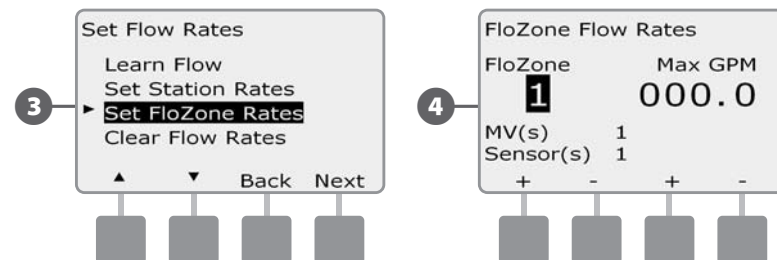 3
Set Flow Rates
Learn Flow
Set Station Rates
Set FloZone Rates
Clear Flow Rates
Back Next
4
FloZone Flow Rates
FloZone Max GPM
1 000.0
MV(s) 1
Sensor(s) 1
+ - + -